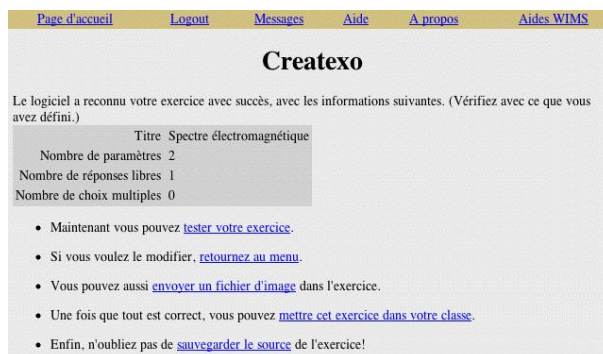 Page d'accueil Logout Messages Aide A propos Aides WIMS
Createxo
Le logiciel a reconnu votre exercice avec succès, avec les informations suivantes. (Vérifiez avec ce que vous
avez défini.)
Titre Spectre électromagnétique
Nombre de paramètres 2
Nombre de réponses libres 1
Nombre de choix multiples 0
• Maintenant vous pouvez tester votre exercice.
• Si vous voulez le modifier, retournez au menu.
• Vous pouvez aussi envoyer un fichier d'image dans l'exercice.
• Une fois que tout est correct, vous pouvez mettre cet exercice dans votre classe.
• Enfin, n'oubliez pas de sauvegarder le source de l'exercice!